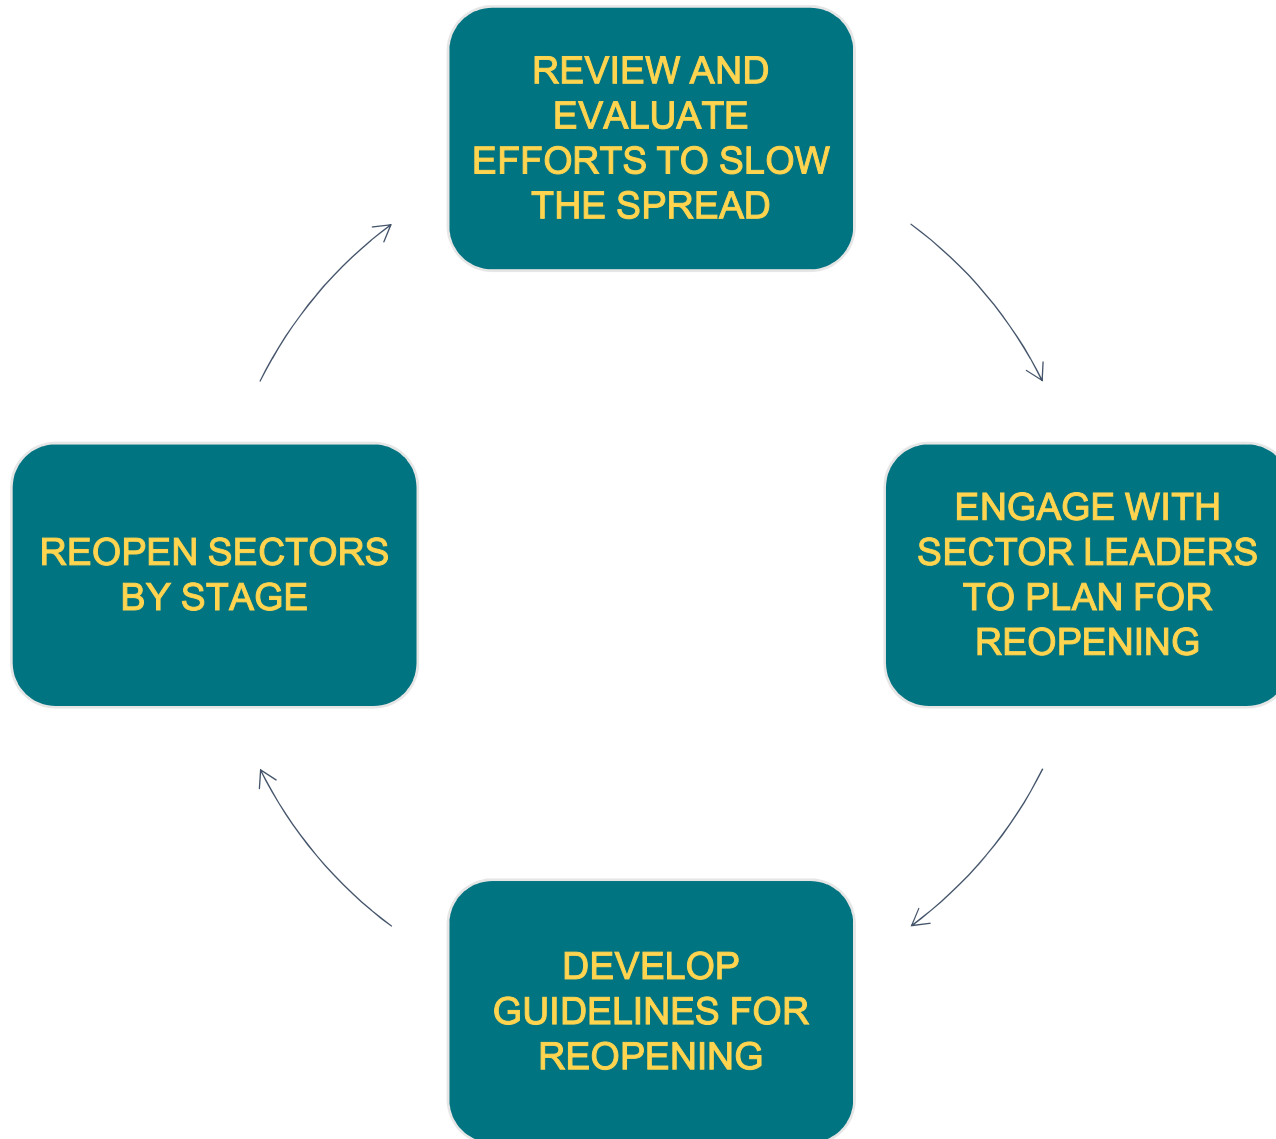 REVIEW AND
EVALUATE
EFFORTS TO SLOW
THE SPREAD
ENGAGE WITH
SECTOR LEADERS
TO PLAN FOR
REOPENING
DEVELOP
GUIDELINES FOR
REOPENING
REOPEN SECTORS
BY STAGE